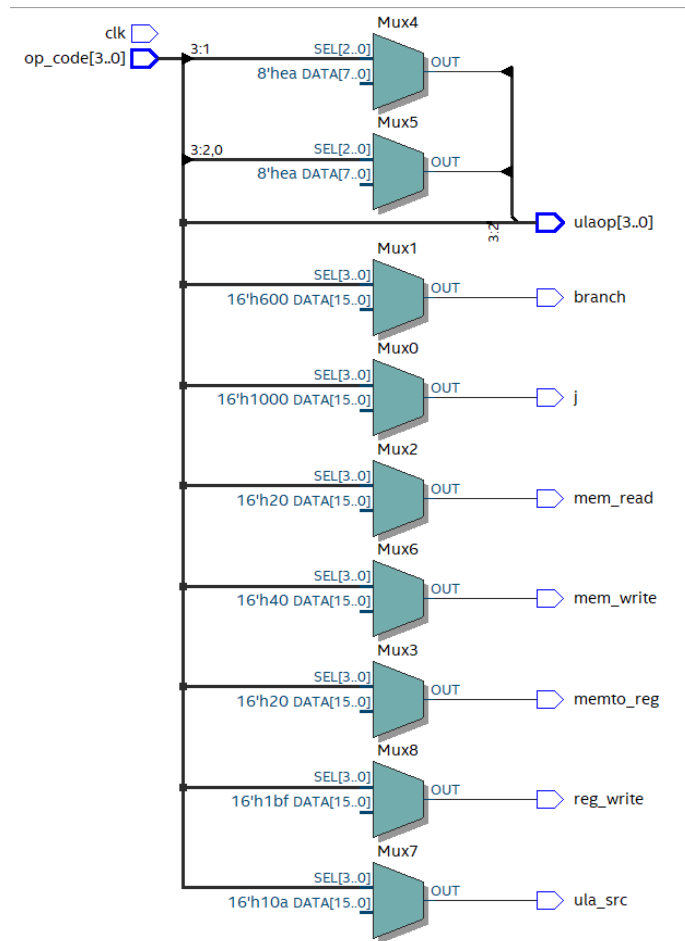 Mux4
clk
op_code[3..0]
3:1
SEL[2..0]
8'hea DATA[7..0]
OUT
Mux5
3:2,0
SEL[2..0]
8'hea DATA[7..0]
OUT
3:2
ulaop[3..0]
Mux1
SEL[3..0]
16'h600 DATA[15..0]
OUT
branch
Mux0
SEL[3..0]
16'h1000 DATA[15..0]
OUT
j
Mux2
SEL[3..0]
16'h20 DATA[15..0]
OUT
mem_read
Mux6
SEL[3..0]
16'h40 DATA[15..0]
OUT
mem_write
Mux3
SEL[3..0]
16'h20 DATA[15..0]
OUT
memto_reg
Mux8
SEL[3..0]
16'h1bf DATA[15..0]
OUT
reg_write
Mux7
SEL[3..0]
16'h10a DATA[15..0]
OUT
ula_src